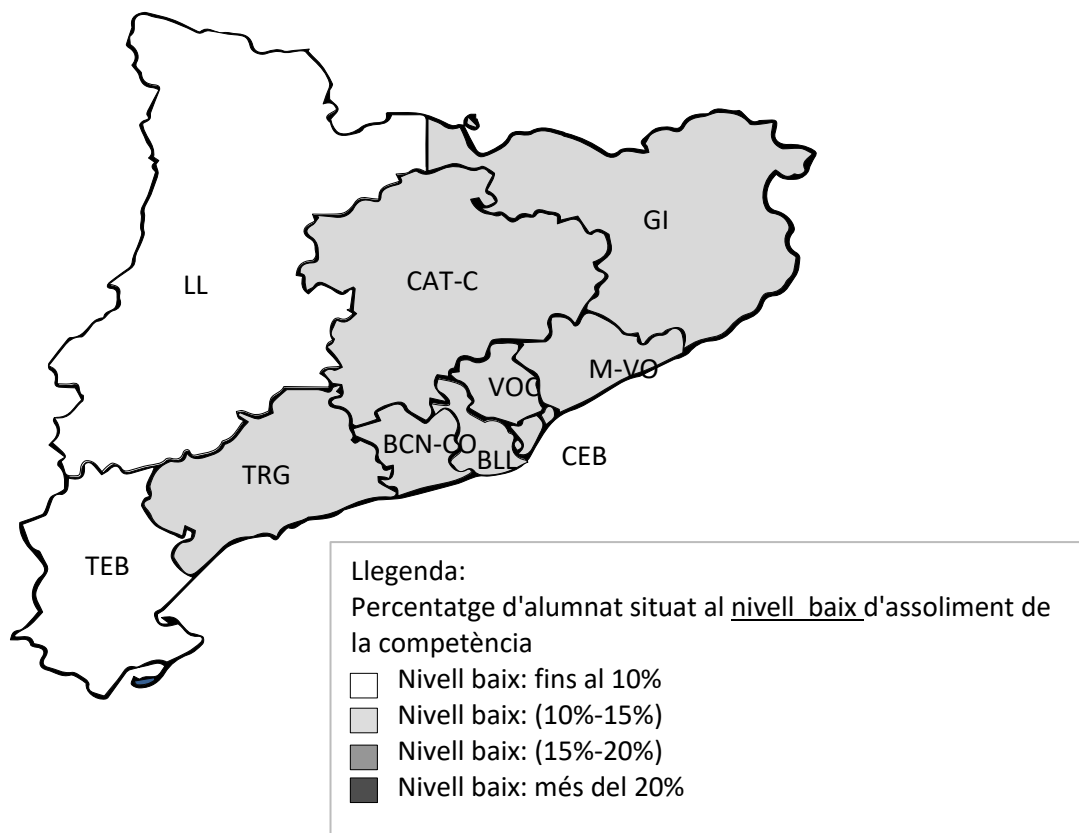 GI
LL
CAT-C
M-VO
VOC
BCN-CO
BLL
CEB
TRG
TEB
Llegenda:
Percentatge d'alumnat situat al nivell baix d'assoliment de
la competència
Nivell baix: fins al 10%
Nivell baix: (10%-15%)
Nivell baix: (15%-20%)
Nivell baix: més del 20%